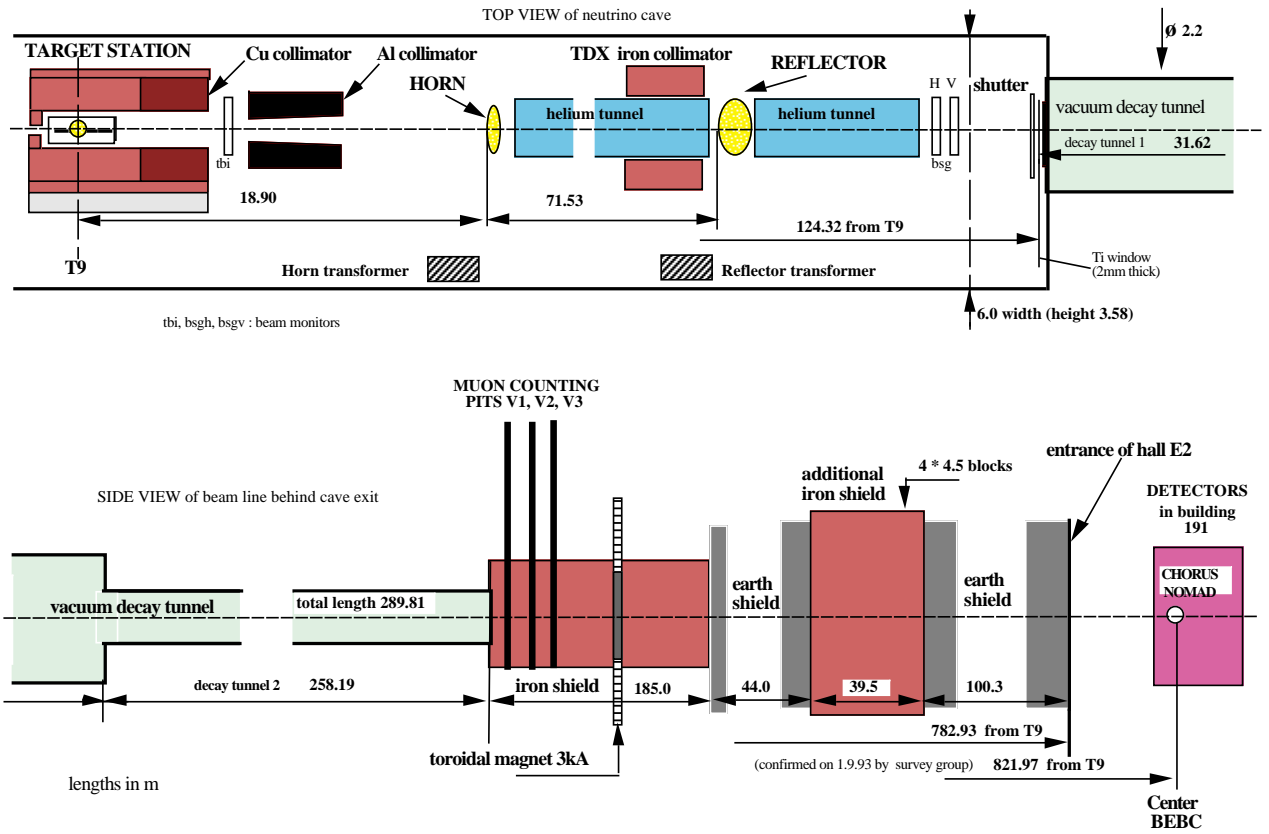 TOP VIEW of neutrino cave
Ø 2.2
TARGET STATION
Cu collimator
Al collimator
TDX iron collimator
HORN
REFLECTOR
H V
shutter
helium tunnel
helium tunnel
vacuum decay tunnel
tbi
bsg
decay tunnel 1 31.62
18.90
71.53
124.32 from T9
T9
Horn transformer
Reflector transformer
Ti window
(2mm thick)
tbi, bsgh, bsgv : beam monitors
6.0 width (height 3.58)
MUON COUNTING
PITS V1, V2, V3
SIDE VIEW of beam line behind cave exit
additional
iron shield
4 * 4.5 blocks
entrance of hall E2
DETECTORS
in building
191
vacuum decay tunnel
total length 289.81
earth
shield
earth
shield
CHORUS
NOMAD
decay tunnel 2 258.19
iron shield
185.0
44.0
39.5
100.3
782.93 from T9
toroidal magnet 3kA
(confirmed on 1.9.93 by survey group)
821.97 from T9
lengths in m
Center
BEBC